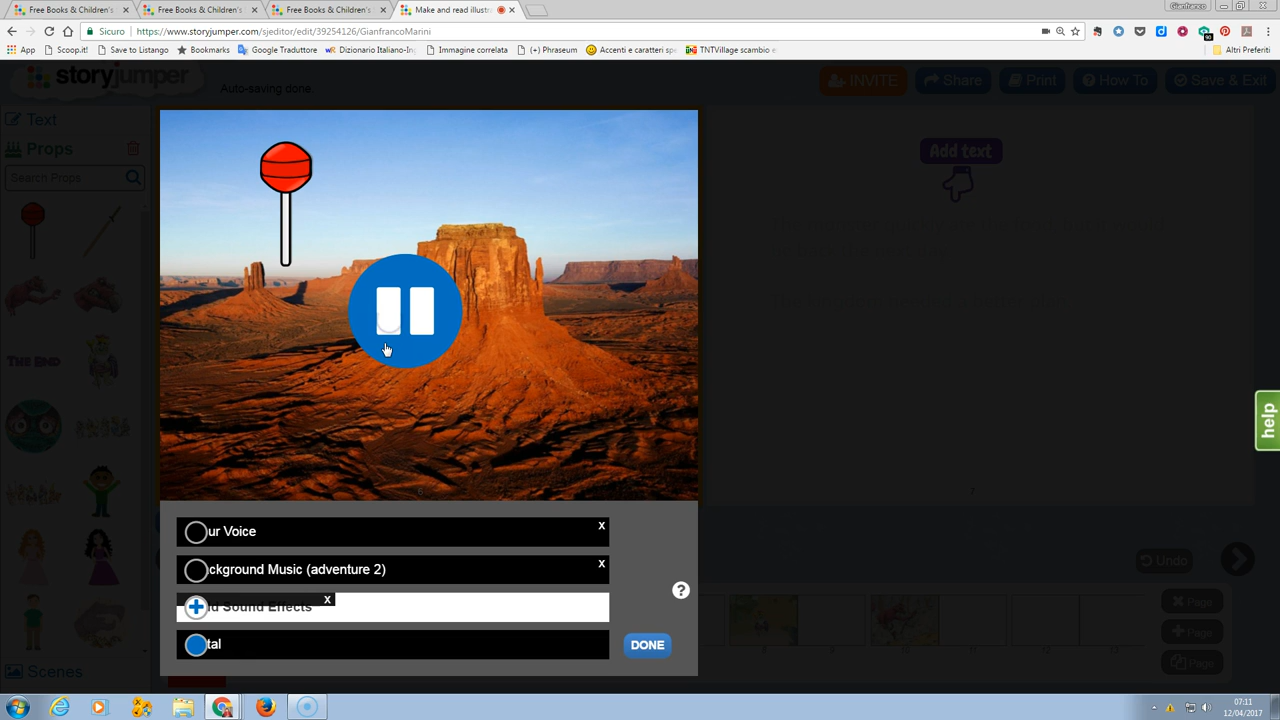 Free Books & Children's
Free Books & Children's
Free Books & Children's
Make and read illustr
Gianfranco
Sicuro
https://www.storyjumper.com/sjeditor/edit/39254126/GianfrancoMarini
App
Scoop.it!
Save to Listango
Bookmarks
Google Traduttore
Dizionario Italiano-Ing
Immagine correlata
(+) Phraseum
Accenti e caratteri spe
TNTVillage scambio e
Altri Preferiti
storyjumper
Auto-saving done.
INVITE
Share
Print
How To
Save & Exit
Text
Props
Search Props
THE END
Scenes
Add text
help
ur Voice
x
ckground Music (adventure 2)
x
d Sound Effects
x
tal
?
DONE
Undo
Page
Page
Page
07:11
12/04/2017